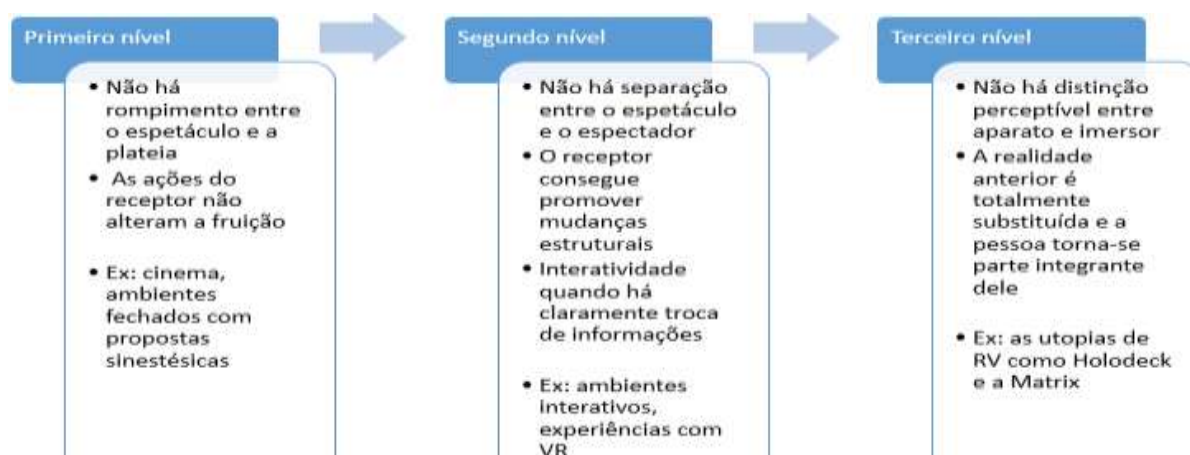 Primeiro nível
• Não há
rompimento entre
o espetáculo e a
plateia
• As ações do
receptor não
alteram a fruição
• Ex: cinema,
ambientes
fechados com
propostas
sinestésicas
Segundo nível
• Não há separação
entre o espetáculo
e o espectador
• O receptor
consegue
promover
mudanças
estruturais
• Interatividade
quando há
claramente troca
de informações
• Ex: ambientes
interativos,
experiências com
VR
Terceiro nível
• Não há distinção
perceptível entre
aparato e imersor
• A realidade
anterior é
totalmente
substituída e a
pessoa torna-se
parte integrante
dele
• Ex: as utopias de
RV como Holodeck
e a Matrix